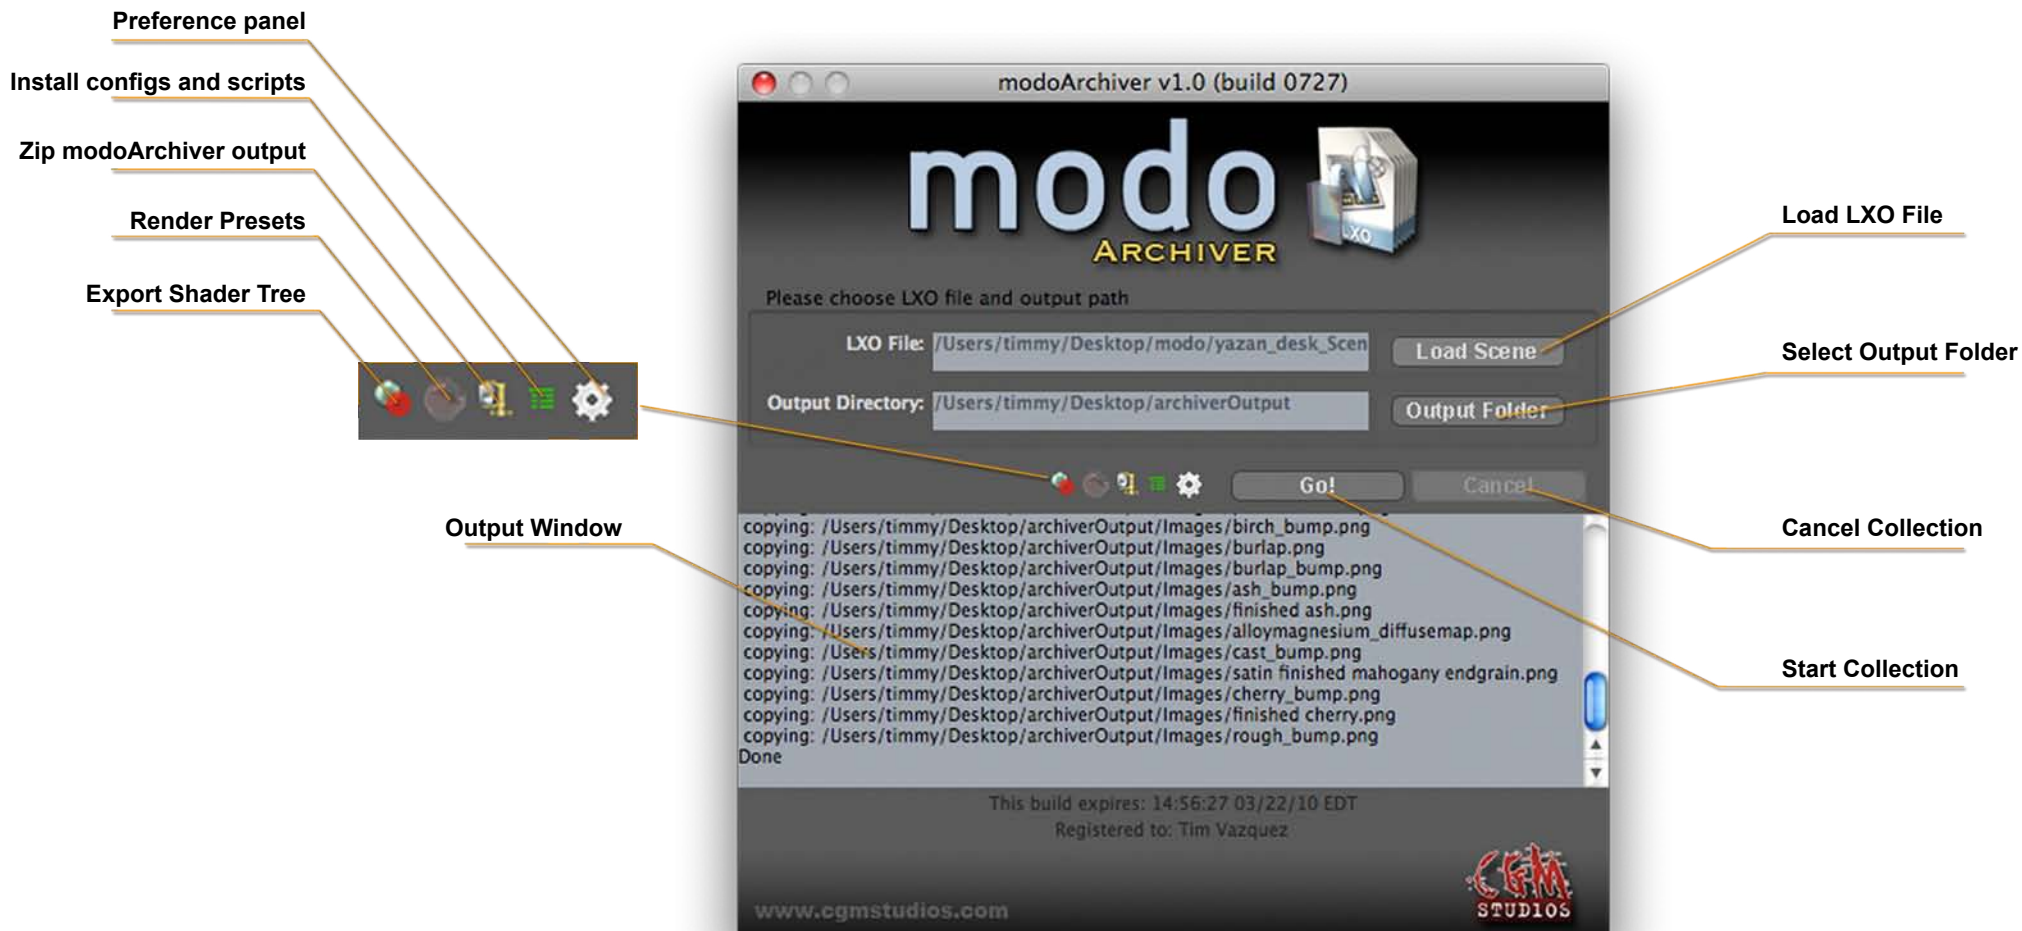 Preference panel
Install configs and scripts
Zip modoArchiver output
Render Presets
Export Shader Tree
Output Window
modoArchiver v1.0 (build 0727)
modo
ARCHIVER
LXO
Please choose LXO file and output path
LXO File: /Users/timmy/Desktop/modo/yazan_desk_Scen
Load Scene
Output Directory: /Users/timmy/Desktop/archiverOutput
Output Folder
Go!
Cancel
copying: /Users/timmy/Desktop/archiverOutput/Images/birch_bump.png
copying: /Users/timmy/Desktop/archiverOutput/Images/burlap.png
copying: /Users/timmy/Desktop/archiverOutput/Images/burlap_bump.png
copying: /Users/timmy/Desktop/archiverOutput/Images/ash_bump.png
copying: /Users/timmy/Desktop/archiverOutput/Images/finished ash.png
copying: /Users/timmy/Desktop/archiverOutput/Images/alloymagnesium_diffusemap.png
copying: /Users/timmy/Desktop/archiverOutput/Images/cast_bump.png
copying: /Users/timmy/Desktop/archiverOutput/Images/satin finished mahogany endgrain.png
copying: /Users/timmy/Desktop/archiverOutput/Images/cherry_bump.png
copying: /Users/timmy/Desktop/archiverOutput/Images/finished cherry.png
copying: /Users/timmy/Desktop/archiverOutput/Images/rough_bump.png
Done
This build expires: 14:56:27 03/22/10 EDT
Registered to: Tim Vazquez
www.cgmstudios.com
CGM
STUDIOS
Load LXO File
Select Output Folder
Cancel Collection
Start Collection